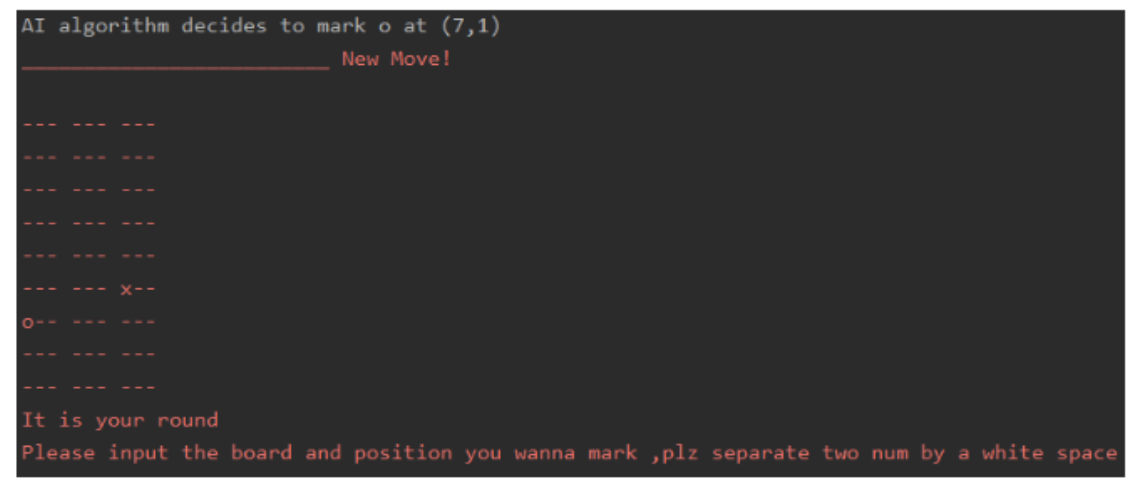 AI algorithm decides to mark o at (7,1)
_________________________ New Move!
--- --- ---
--- --- ---
--- --- ---
--- --- ---
--- --- ---
--- --- x--
o-- --- ---
--- --- ---
--- --- ---
It is your round
Please input the board and position you wanna mark ,plz separate two num by a white space